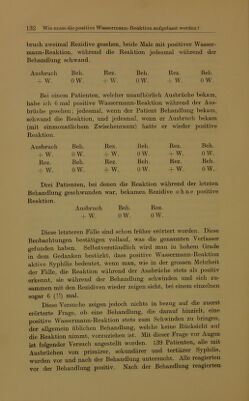 132 Wie muss die positive Wassermann-Reaktion aufgefasst werden?
bruch zweimal Rezidive gesehen, beide Male mit positiver Wasser-
mann-Reaktion, während die Reaktion jedesmal während der
Behandlung schwand.
Ausbruch Beh. Rez. Beh. Rez. Beh.
+ W. 0 W. + W. 0 W. + W. 0 W.
Bei einem Patienten, welcher unaufhörlich Ausbrüche bekam,
habe ich 6 mal positive Wassermann-Reaktion während der Aus-
brüche gesehen; jedesmal, wenn der Patient Behandlung bekam,
schwand die Reaktion, und jedesmal, wenn er Ausbruch bekam
(mit einmonatlichen Zwischenraum) hatte er wieder positive
Reaktion.
Ausbruch Beh. Rez. Beh. Rez. Beh.
+ W. 0 W. + W. 0 W. + W. 0 W.
Rez. Beh. Rez. Beh. Rez. Beh.
+ W. 0 W. + W. 0 W. + W. 0 W.
Drei Patienten, bei denen die Reaktion während der letzten
Behandlung geschwunden war, bekamen Rezidive ohne positive
Reaktion.
Ausbruch Beh. Rez.
+ W. 0 W. 0 W.
Diese letzteren Fälle sind schon früher erörtert worden. Diese
Beobachtungen bestätigen vollauf, was die genannten Verfasser
gefunden haben. Selbstverständlich wird man in hohem Grade
in dem Gedanken bestärkt, dass positive Wassermann-Reaktion
aktive Syphilis bedeutet, wenn man, wie in der grossen Mehrheit
der Fälle, die Reaktion während der Ausbrüche stets als positiv
erkennt, sie während der Behandlung schwinden und sich zu-
sammen mit den Rezidiven wieder zeigen sieht, bei einem einzelnen
sogar 6 (!!) mal.
Diese Versuche zeigen jedoch nichts in bezug auf die zuerst
erörterte Frage, ob eine Behandlung, die darauf hinzielt, eine
positive Wassermann-Reaktion stets zum Schwinden zu bringen,
der allgemein üblichen Behandlung, welche keine Rücksicht auf
die Reaktion nimmt, vorzuziehen ist. Mit dieser Frage vor Augen
ist folgender Versuch angestellt worden. 139 Patienten, alle mit
Ausbrüchen von primärer, sekundärer und tertiärer Syphilis,
wurden vor und nach der Behandlung untersucht. Alle reagierten
vor der Behandlung positiv. Nach der Behandlung reagierten